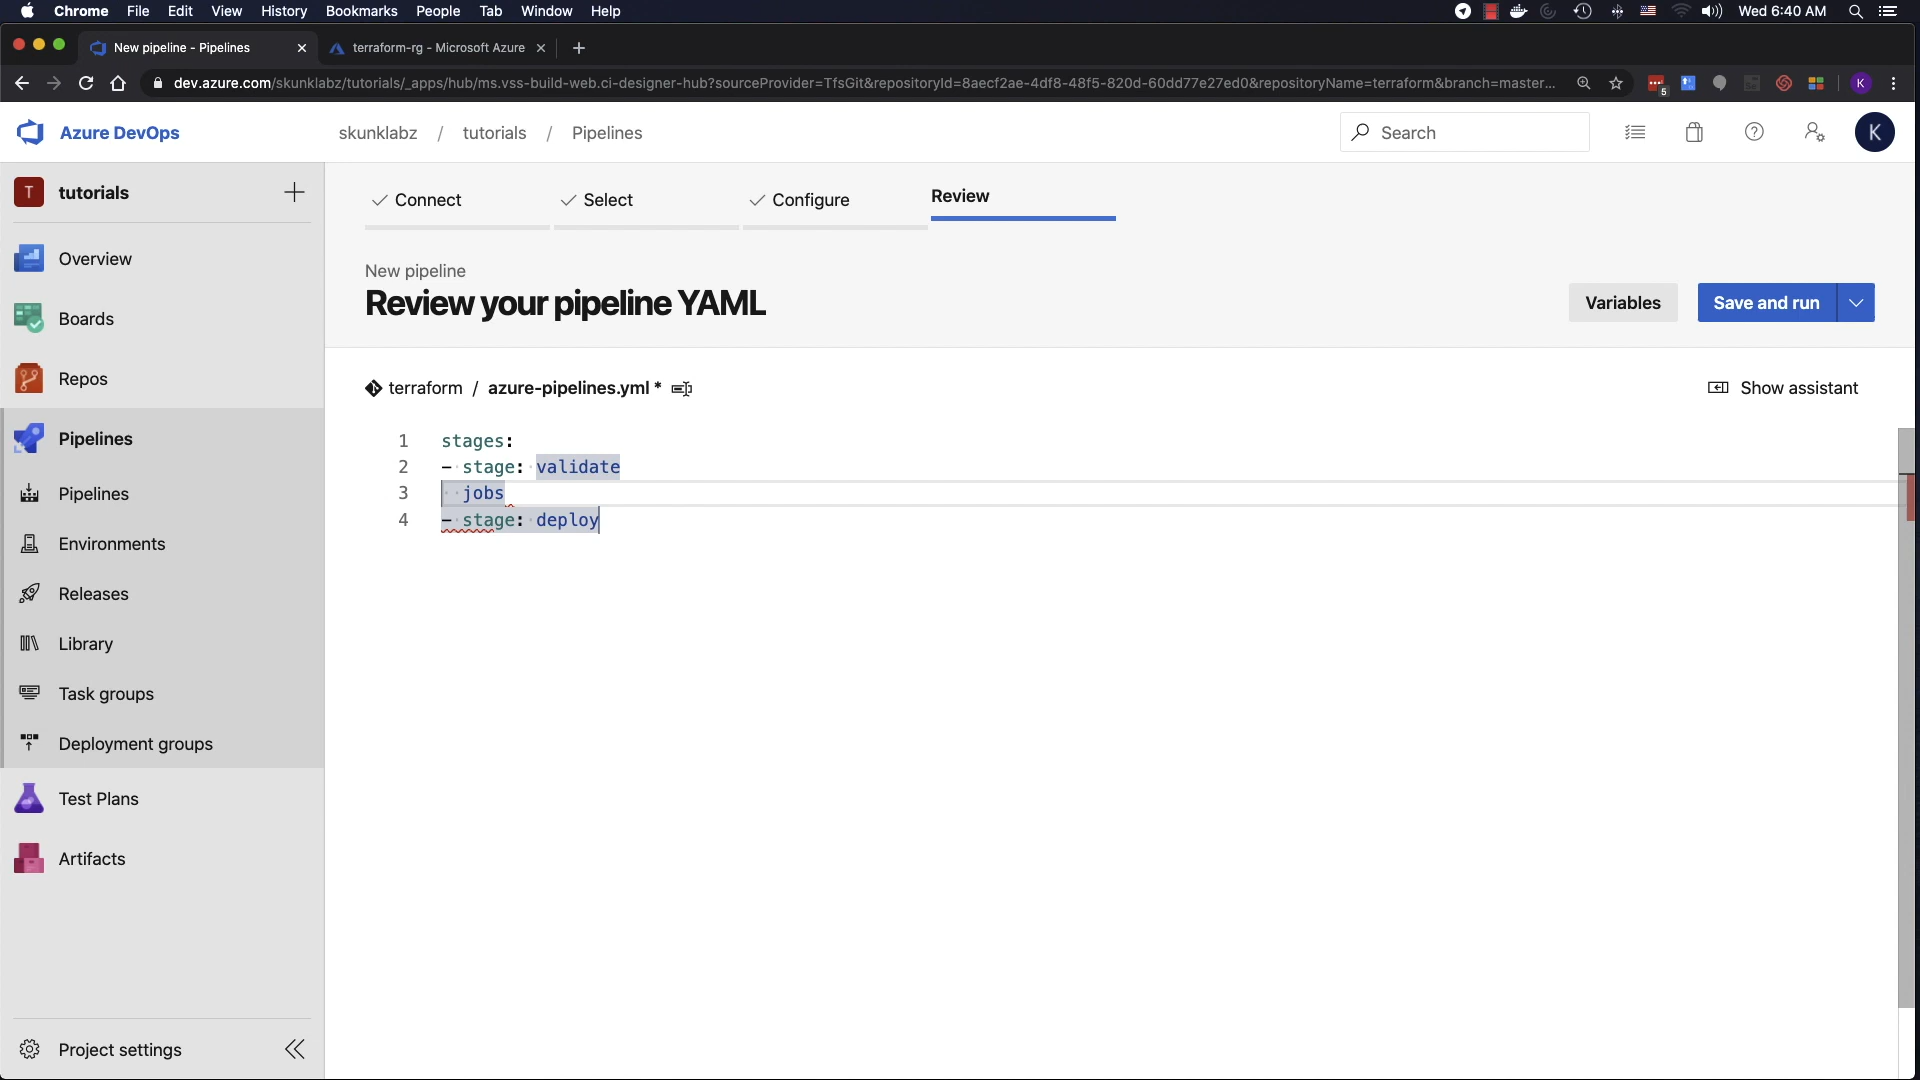 Chrome File Edit View History Bookmarks People Tab Window Help Wed 6:40 AM
New pipeline - Pipelines terraform-rg - Microsoft Azure
dev.azure.com/skunklabz/tutorials/_apps/hub/ms.vss-build-web.ci-designer-hub?sourceProvider=TfsGit&repositoryId=8aecf2ae-4df8-48f5-820d-60dd77e27ed0&repositoryName=terraform&branch=master... 5 K
Azure DevOps skunklabz / tutorials / Pipelines Search K
T tutorials
Connect Select Configure Review
Overview
New pipeline
Review your pipeline YAML
Variables Save and run
Boards
Repos
terraform / azure-pipelines.yml * Show assistant
Pipelines
1 stages:
2 - stage: validate
3 jobs
4 - stage: deploy
Pipelines
Environments
Releases
Library
Task groups
Deployment groups
Test Plans
Artifacts
Project settings